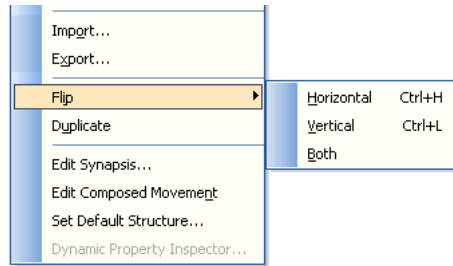 Import...
Export...
Flip
Horizontal Ctrl+H
Vertical Ctrl+L
Both
Duplicate
Edit Synapsis...
Edit Composed Movement
Set Default Structure...
Dynamic Property Inspector...